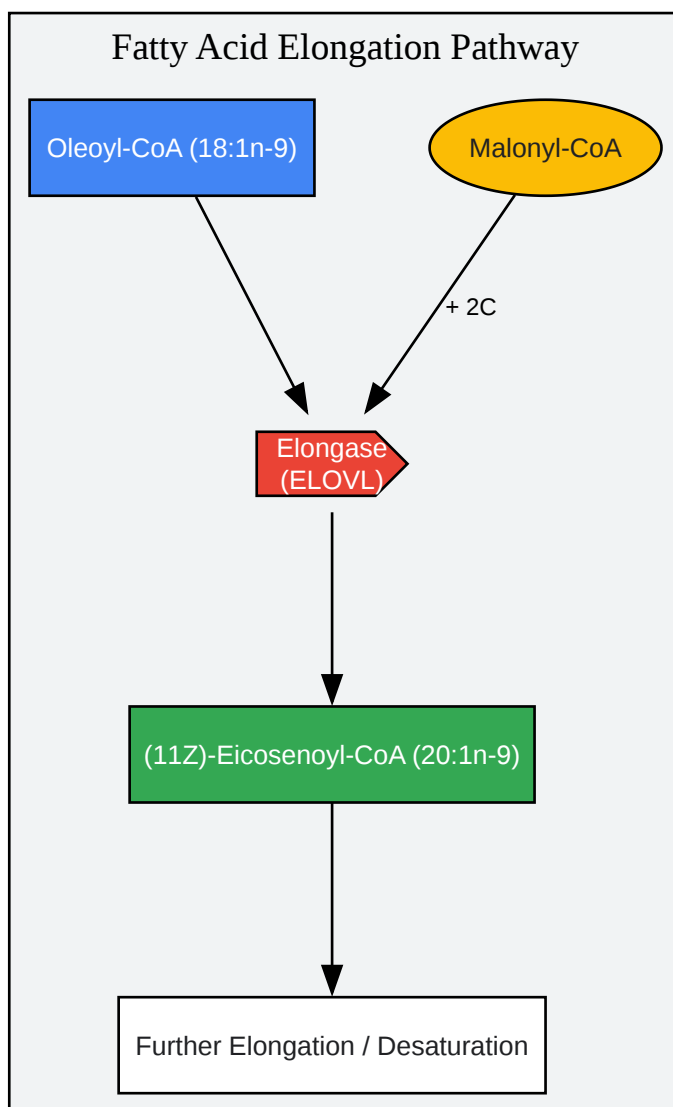 Fatty Acid Elongation Pathway
Oleoyl-CoA (18:1n-9)
Malonyl-CoA
+ 2C
Elongase
(ELOVL)
(11Z)-Eicosenoyl-CoA (20:1n-9)
Further Elongation / Desaturation